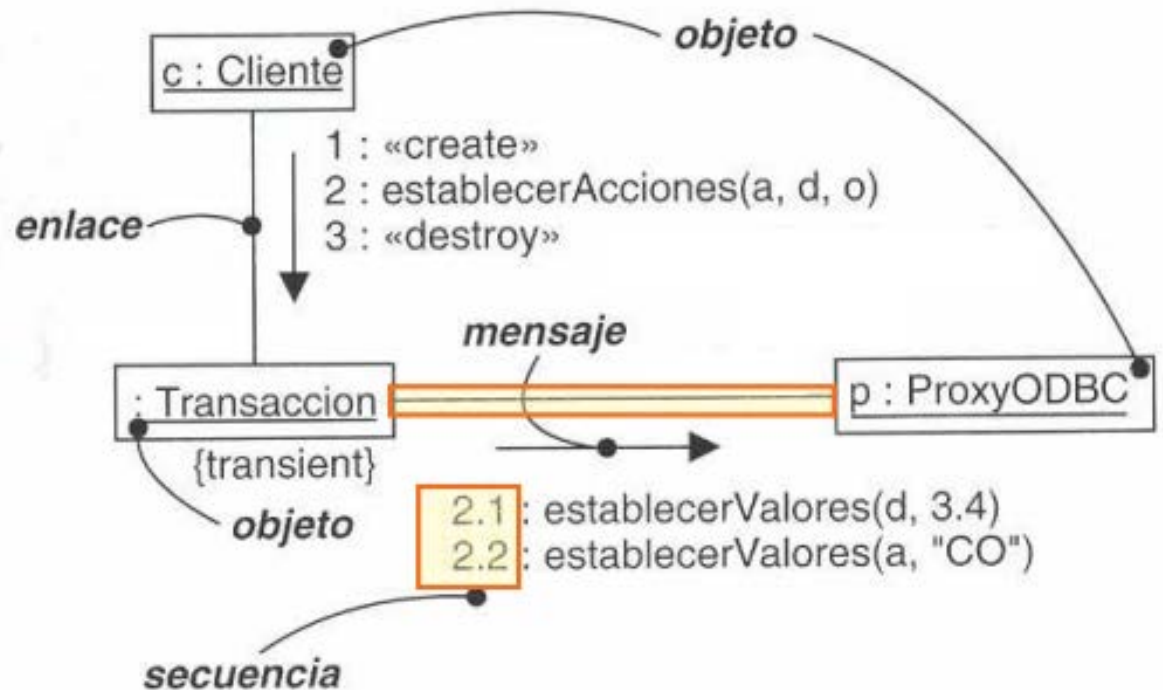 objeto
c : Cliente
1 : «create»
2 : establecerAcciones(a, d, o)
3 : «destroy»
enlace
mensaje
: Transaccion
p : ProxyODBC
{transient}
objeto
2.1 : establecerValores(d, 3.4)
2.2 : establecerValores(a, "CO")
secuencia